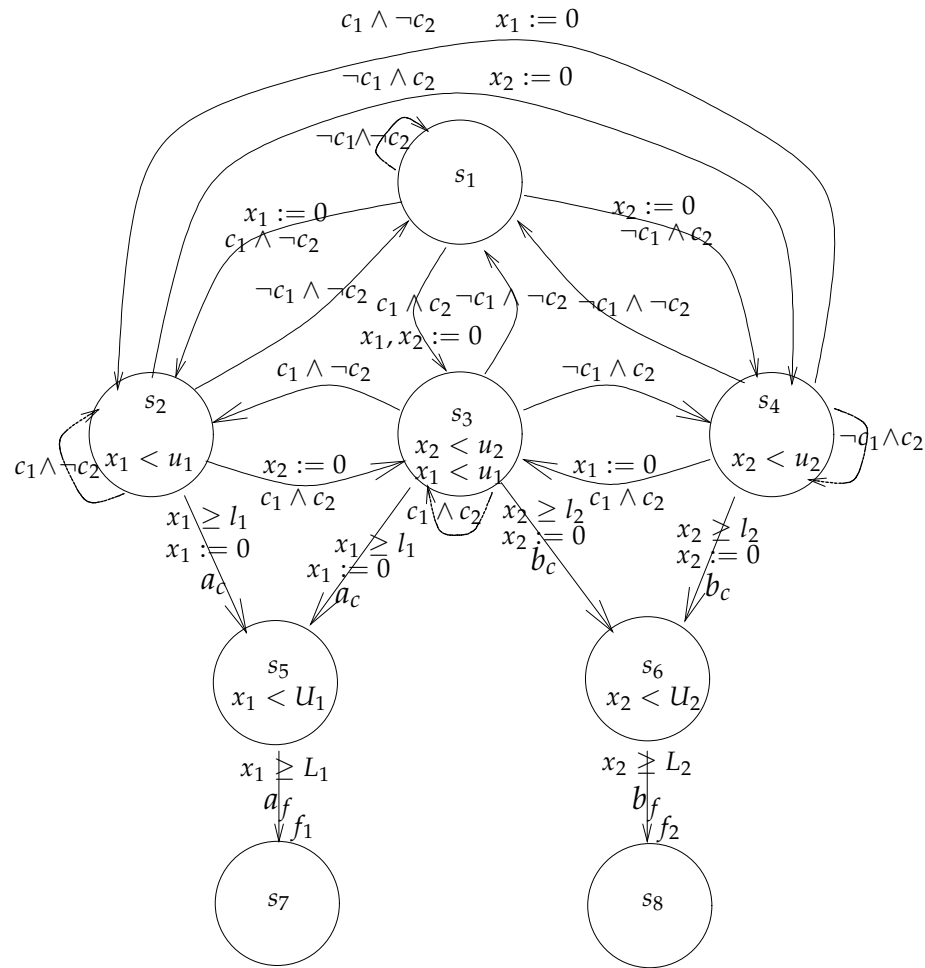 c₁ ∧ ¬c₂ x₁ := 0
¬c₁ ∧ c₂ x₂ := 0
¬c₁∧¬c₂
s₁
x₁ := 0
c₁ ∧ ¬c₂
x₂ := 0
¬c₁ ∧ c₂
¬c₁ ∧ ¬c₂
c₁ ∧ c₂
x₁, x₂ := 0
¬c₁ ∧ ¬c₂
¬c₁ ∧ ¬c₂
s₂
x₁ < u₁
c₁ ∧ ¬c₂
s₃
x₂ < u₂
x₁ < u₁
¬c₁ ∧ c₂
s₄
x₂ < u₂
c₁∧¬c₂
x₂ := 0
c₁ ∧ c₂
c₁ ∧ c₂
x₁ := 0
c₁ ∧ c₂
¬c₁∧c₂
x₁ ≥ l₁
x₁ := 0
a_c
x₁ ≥ l₁
x₁ := 0
a_c
x₂ ≥ l₂
x₂ := 0
b_c
x₂ ≥ l₂
x₂ := 0
b_c
s₅
x₁ < U₁
s₆
x₂ < U₂
x₁ ≥ L₁
a_f
f₁
x₂ ≥ L₂
b_f
f₂
s₇
s₈